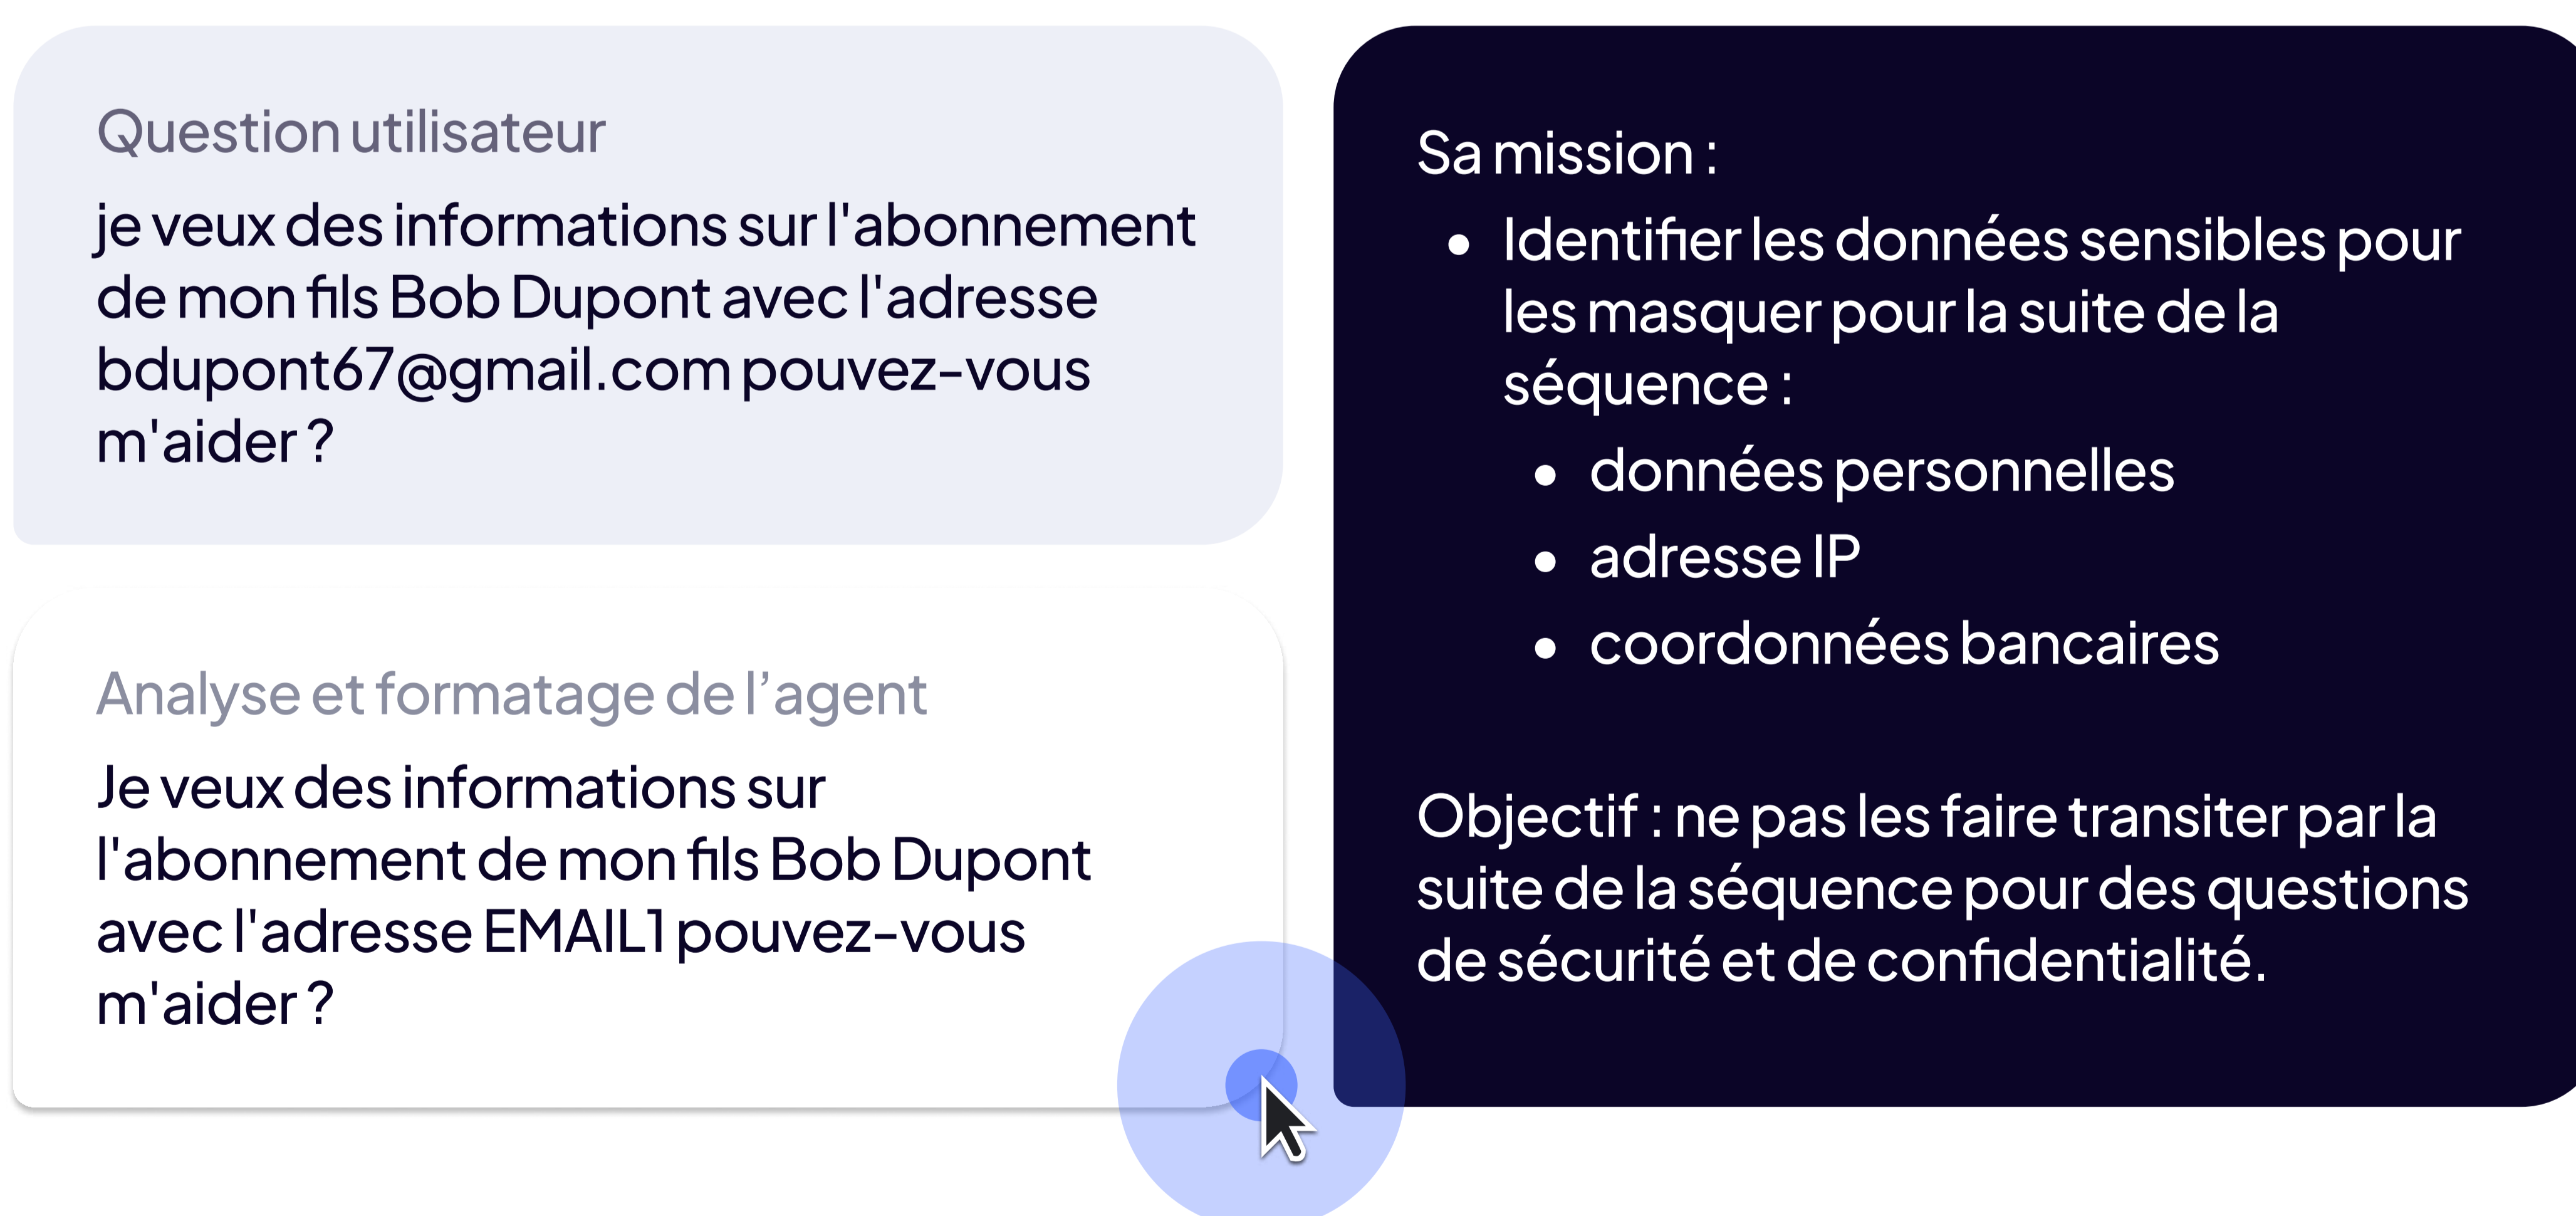 Question utilisateur
je veux des informations sur l'abonnement
de mon fils Bob Dupont avec l'adresse
bdupont67@gmail.com pouvez-vous
m'aider ?
Analyse et formatage de l’agent
Je veux des informations sur
l'abonnement de mon fils Bob Dupont
avec l'adresse EMAIL1 pouvez-vous
m'aider ?
Sa mission :
• Identifier les données sensibles pour
les masquer pour la suite de la
séquence :
• données personnelles
• adresse IP
• coordonnées bancaires
Objectif : ne pas les faire transiter par la
suite de la séquence pour des questions
de sécurité et de confidentialité.